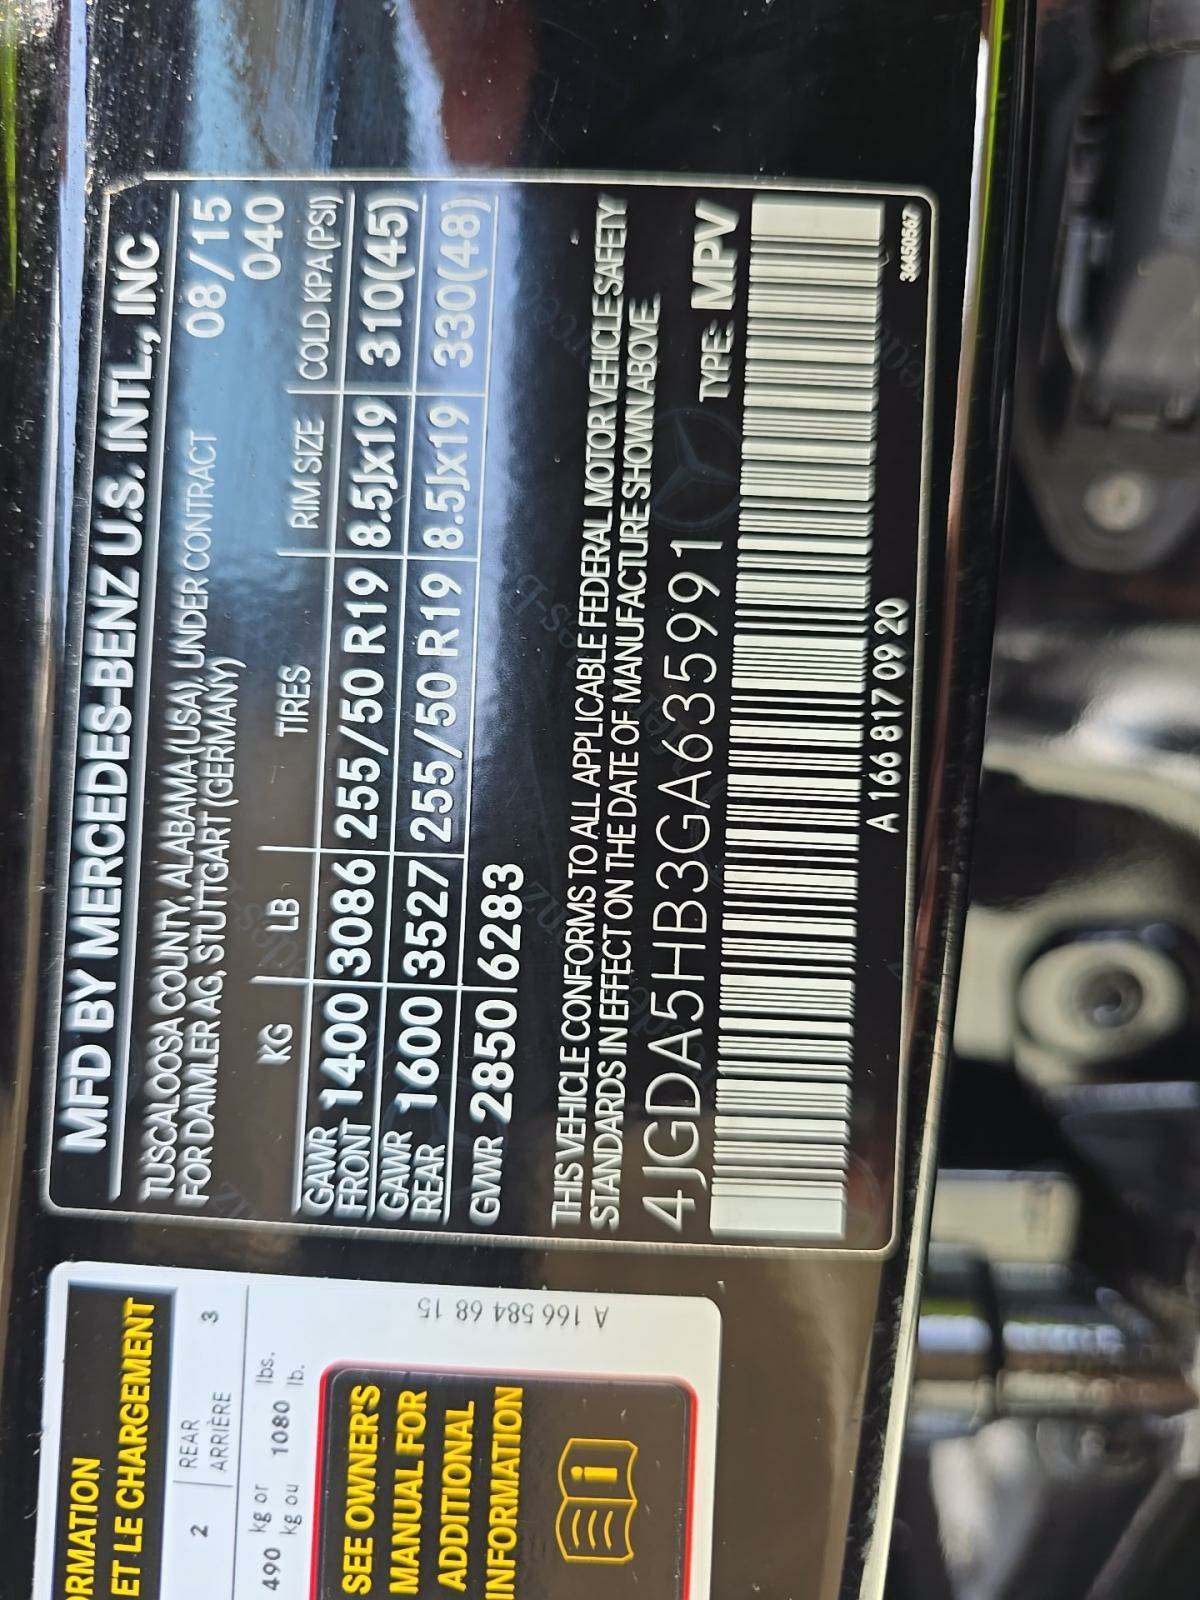 MFD BY MERCEDES-BENZ U.S. INTL., INC
TUSCALOOSA COUNTY, ALABAMA (USA), UNDER CONTRACT 08/15
FOR DAIMLER AG, STUTTGART (GERMANY) 040
KG LB TIRES RIM SIZE COLD KPA (PSI)
GAWR
FRONT 1400 3086 255/50 R19 8.5Jx19 310(45)
GAWR
REAR 1600 3527 255/50 R19 8.5Jx19 330(48)
GVWR 2850 6283
THIS VEHICLE CONFORMS TO ALL APPLICABLE FEDERAL MOTOR VEHICLE SAFETY
STANDARDS IN EFFECT ON THE DATE OF MANUFACTURE SHOWN ABOVE.
4JGDA5HB3GA635991 TYPE: MPV
A 166 817 09 20
36450567
ET LE CHARGEMENT
2 REAR 3
ARRIÈRE
490 kg or 1080 lbs.
kg ou lb.
A 166 584 68 15
SEE OWNER'S
MANUAL FOR
ADDITIONAL
INFORMATION